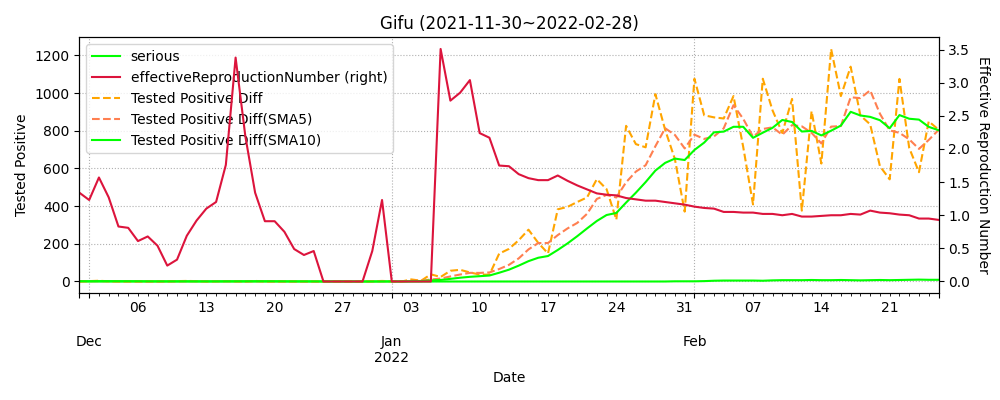 Gifu (2021-11-30~2022-02-28)
serious
effectiveReproductionNumber (right)
Tested Positive Diff
Tested Positive Diff(SMA5)
Tested Positive Diff(SMA10)
Tested Positive
1200
1000
800
600
400
200
0
Effective Reproduction Number
3.5
3.0
2.5
2.0
1.5
1.0
0.5
0.0
06 13 20 27 03 10 17 24 31 07 14 21
Dec Jan Feb
2022
Date